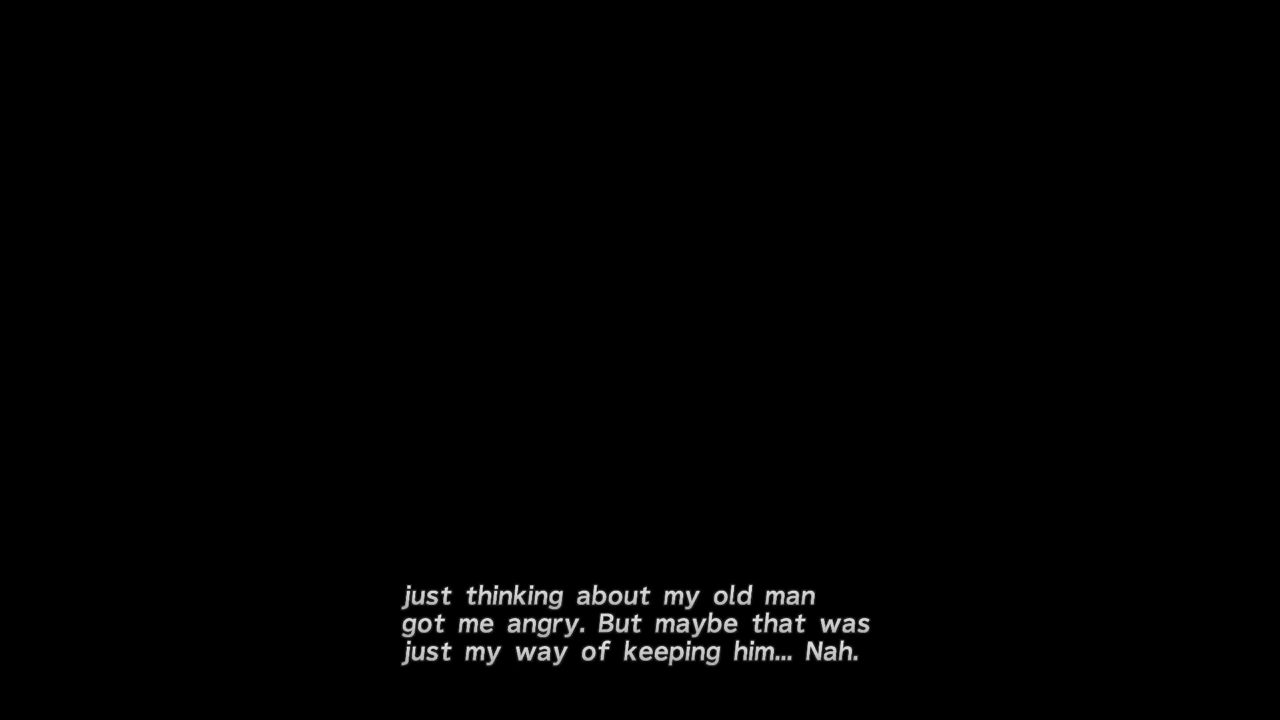 just thinking about my old man
got me angry. But maybe that was
just my way of keeping him... Nah.